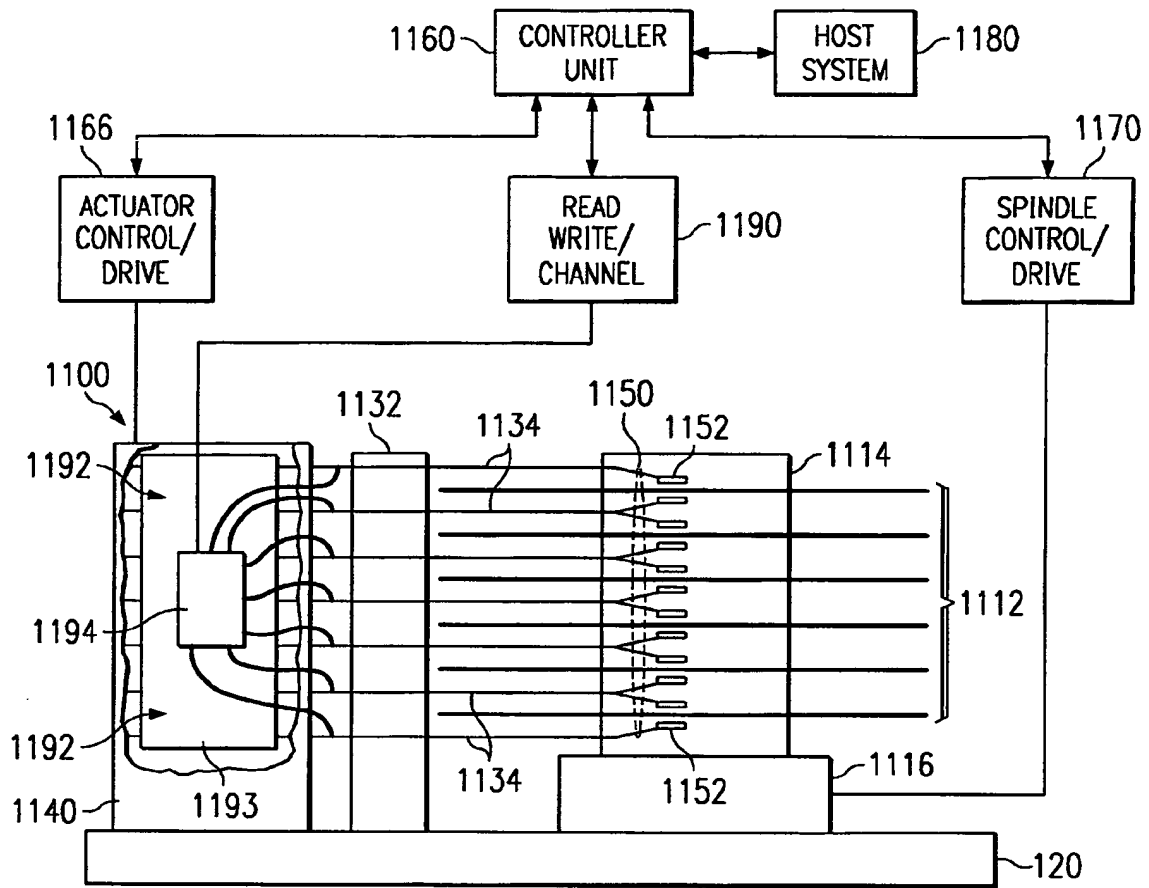 1160
CONTROLLER
UNIT
HOST
SYSTEM
1180
1166
ACTUATOR
CONTROL/
DRIVE
READ
WRITE/
CHANNEL
1190
1170
SPINDLE
CONTROL/
DRIVE
1100
1132
1134
1150
1152
1114
1192
1194
1112
1192
1193
1134
1152
1116
1140
120